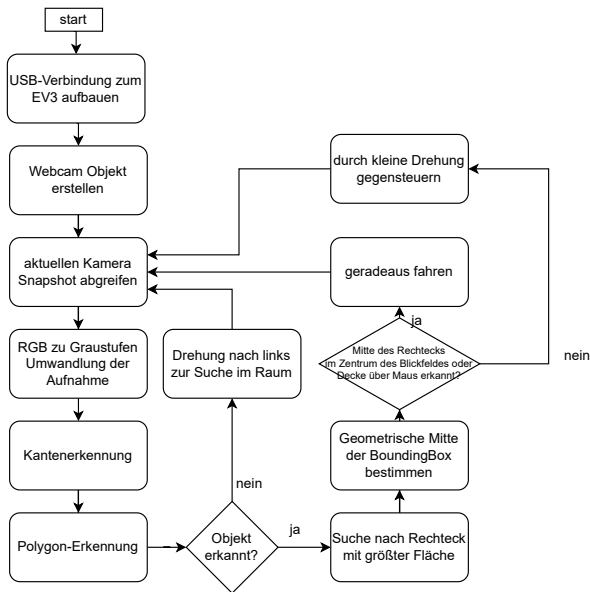 start
USB-Verbindung zum
EV3 aufbauen
Webcam Objekt
erstellen
durch kleine Drehung
gegensteuern
aktuellen Kamera
Snapshot abgreifen
geradeaus fahren
ja
RGB zu Graustufen
Umwandlung der
Aufnahme
Drehung nach links
zur Suche im Raum
Mitte des Rechtecks
im Zentrum des Blickfeldes oder
Decke über Maus erkannt?
nein
Kantenerkennung
Geometrische Mitte
der BoundingBox
bestimmen
nein
Polygon-Erkennung
Objekt
erkannt?
ja
Suche nach Rechteck
mit größter Fläche